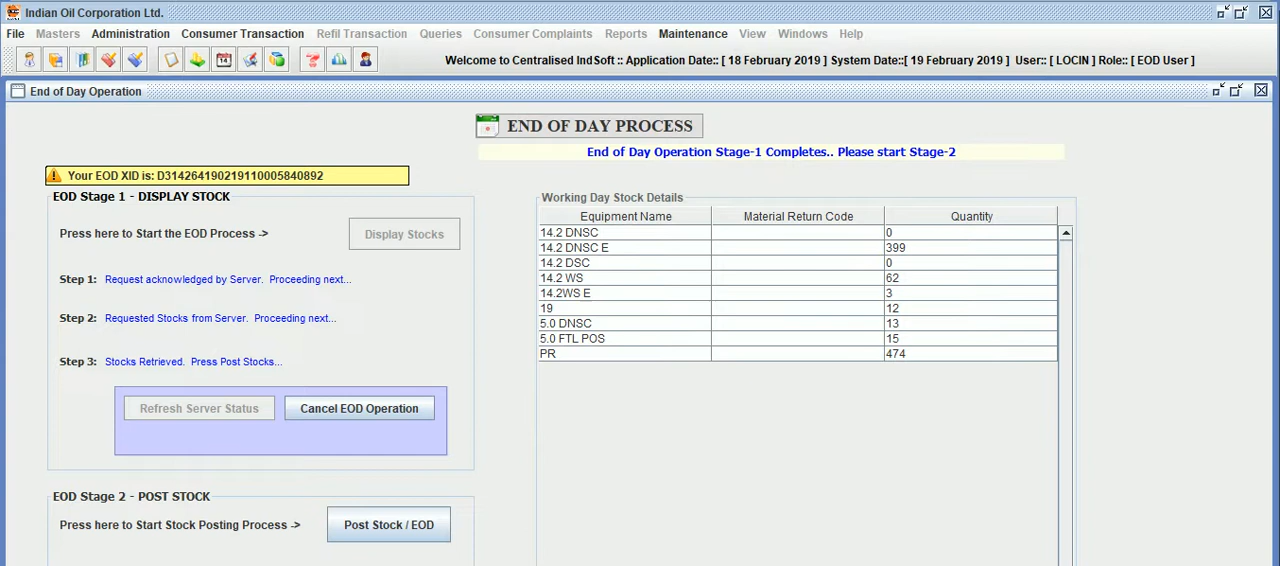 Indian Oil Corporation Ltd.
File Masters Administration Consumer Transaction Refil Transaction Queries Consumer Complaints Reports Maintenance View Windows Help
14
Welcome to Centralised IndSoft :: Application Date:: [ 18 February 2019 ] System Date::[ 19 February 2019 ] User:: [ LOCIN ] Role:: [ EOD User ]
End of Day Operation
END OF DAY PROCESS
End of Day Operation Stage-1 Completes.. Please start Stage-2
Your EOD XID is: D314264190219110005840892
EOD Stage 1 - DISPLAY STOCK
Press here to Start the EOD Process ->
Display Stocks
Step 1: Request acknowledged by Server. Proceeding next...
Step 2: Requested Stocks from Server. Proceeding next...
Step 3: Stocks Retrieved. Press Post Stocks...
Refresh Server Status
Cancel EOD Operation
EOD Stage 2 - POST STOCK
Press here to Start Stock Posting Process ->
Post Stock / EOD
Working Day Stock Details
Equipment Name Material Return Code Quantity
14.2 DNSC 0
14.2 DNSC E 399
14.2 DSC 0
14.2 WS 62
14.2WS E 3
19 12
5.0 DNSC 13
5.0 FTL POS 15
PR 474